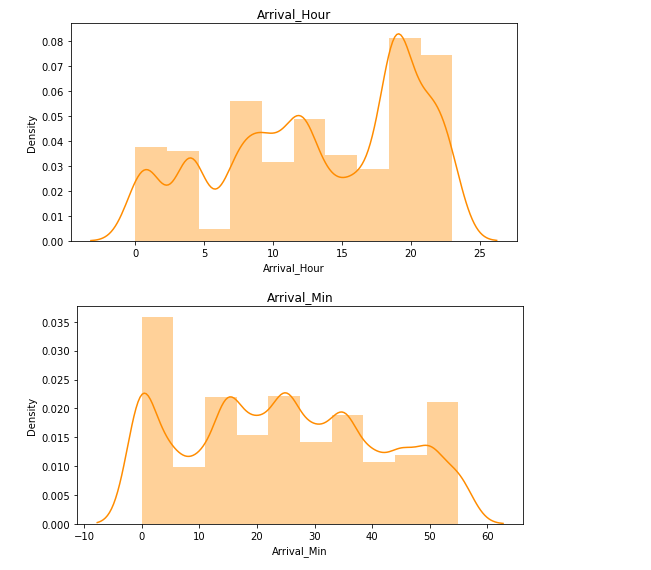 Arrival_Hour
0.08
0.07
0.06
0.05
0.04
0.03
0.02
0.01
0.00
Density
0 5 10 15 20 25
Arrival_Hour
Arrival_Min
0.035
0.030
0.025
0.020
0.015
0.010
0.005
0.000
Density
−10 0 10 20 30 40 50 60
Arrival_Min